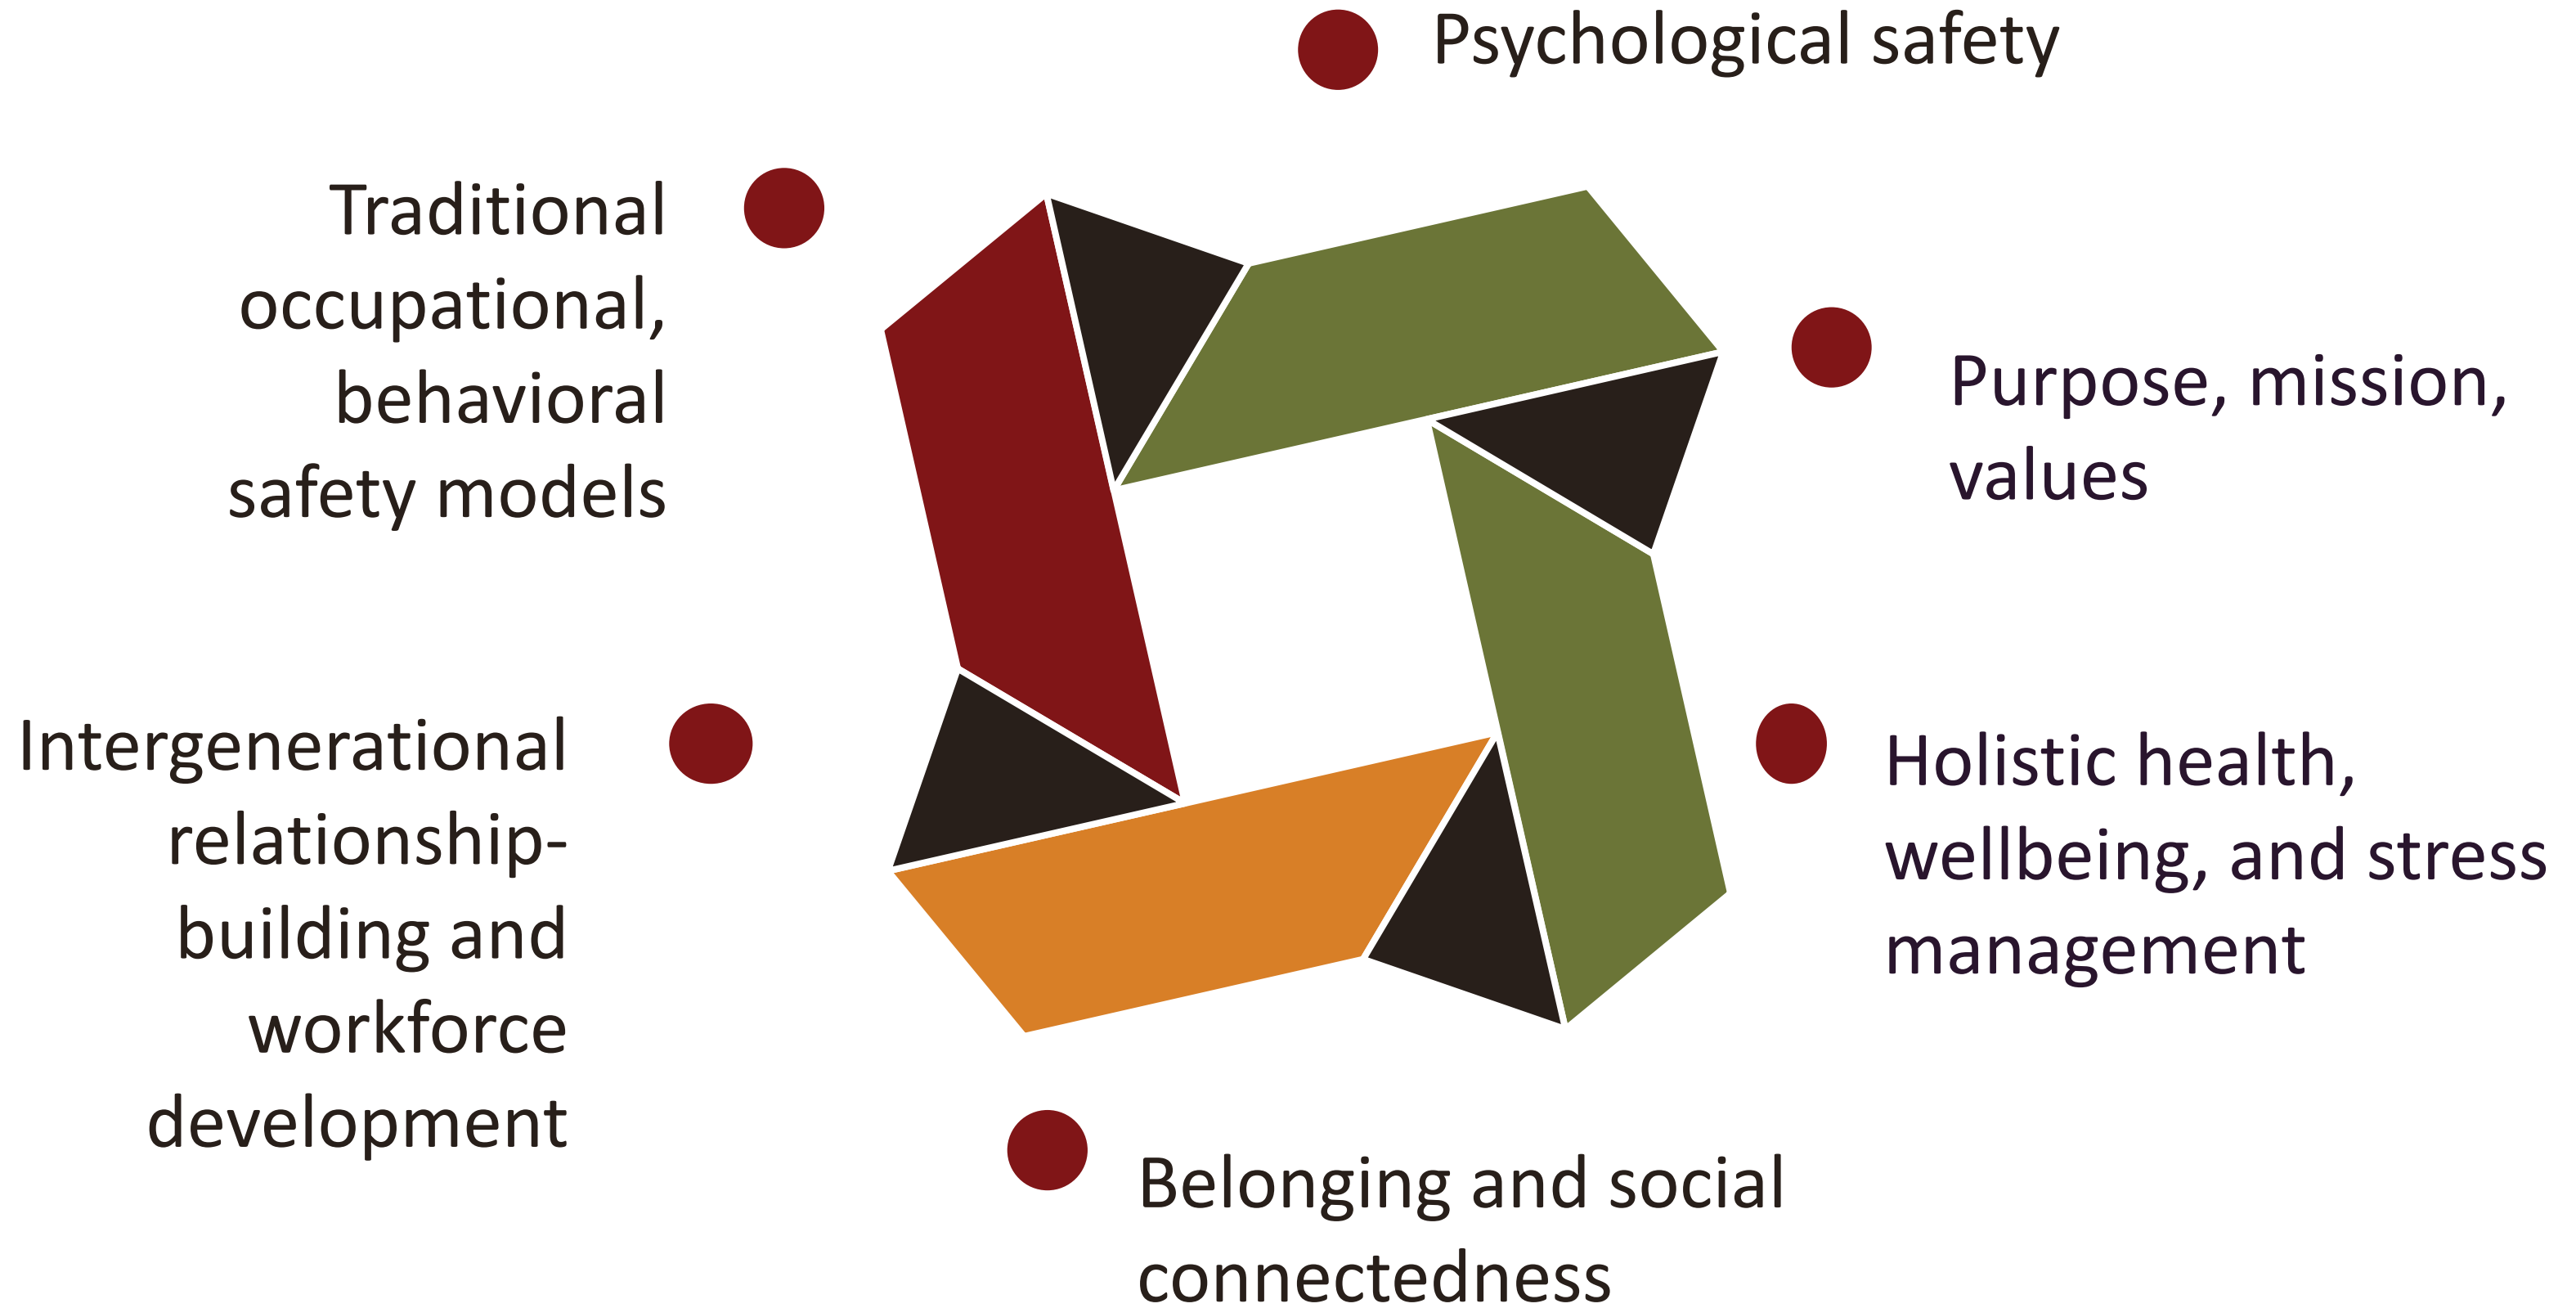 Psychological safety
Traditional
occupational,
behavioral
safety models
Purpose, mission,
values
Intergenerational
relationship-
building and
workforce
development
Holistic health,
wellbeing, and stress
management
Belonging and social
connectedness